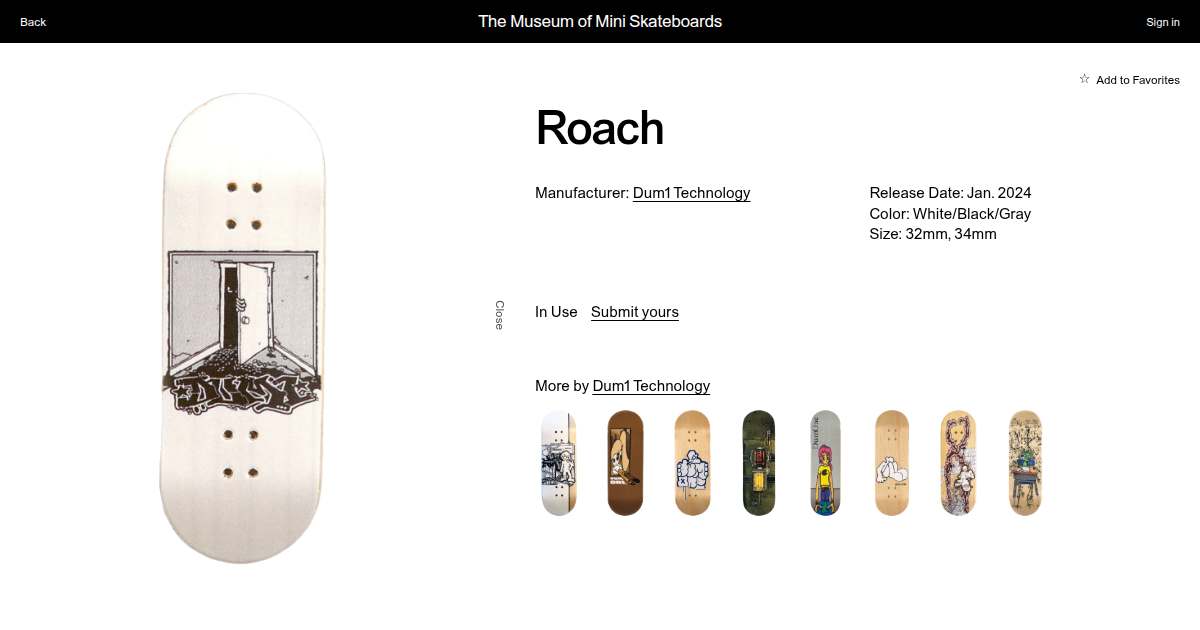 Back
The Museum of Mini Skateboards
Sign in
☆ Add to Favorites
Roach
Manufacturer: Dum1 Technology
Release Date: Jan. 2024
Color: White/Black/Gray
Size: 32mm, 34mm
Close
In Use Submit yours
More by Dum1 Technology
DUM1